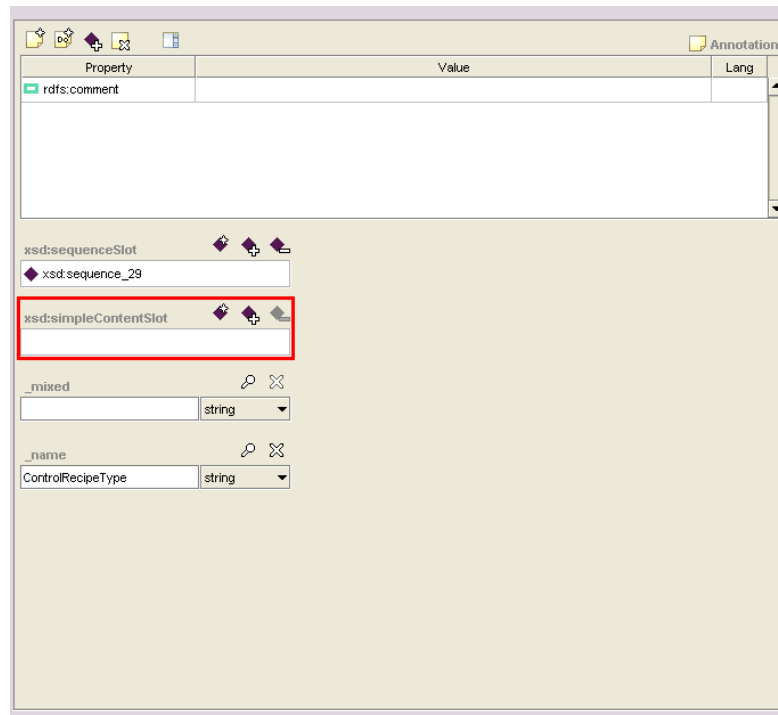 Annotation
Property Value Lang
rdfs:comment
xsd:sequenceSlot
xsd:sequence_29
xsd:simpleContentSlot
_mixed
string
_name
ControlRecipeType string